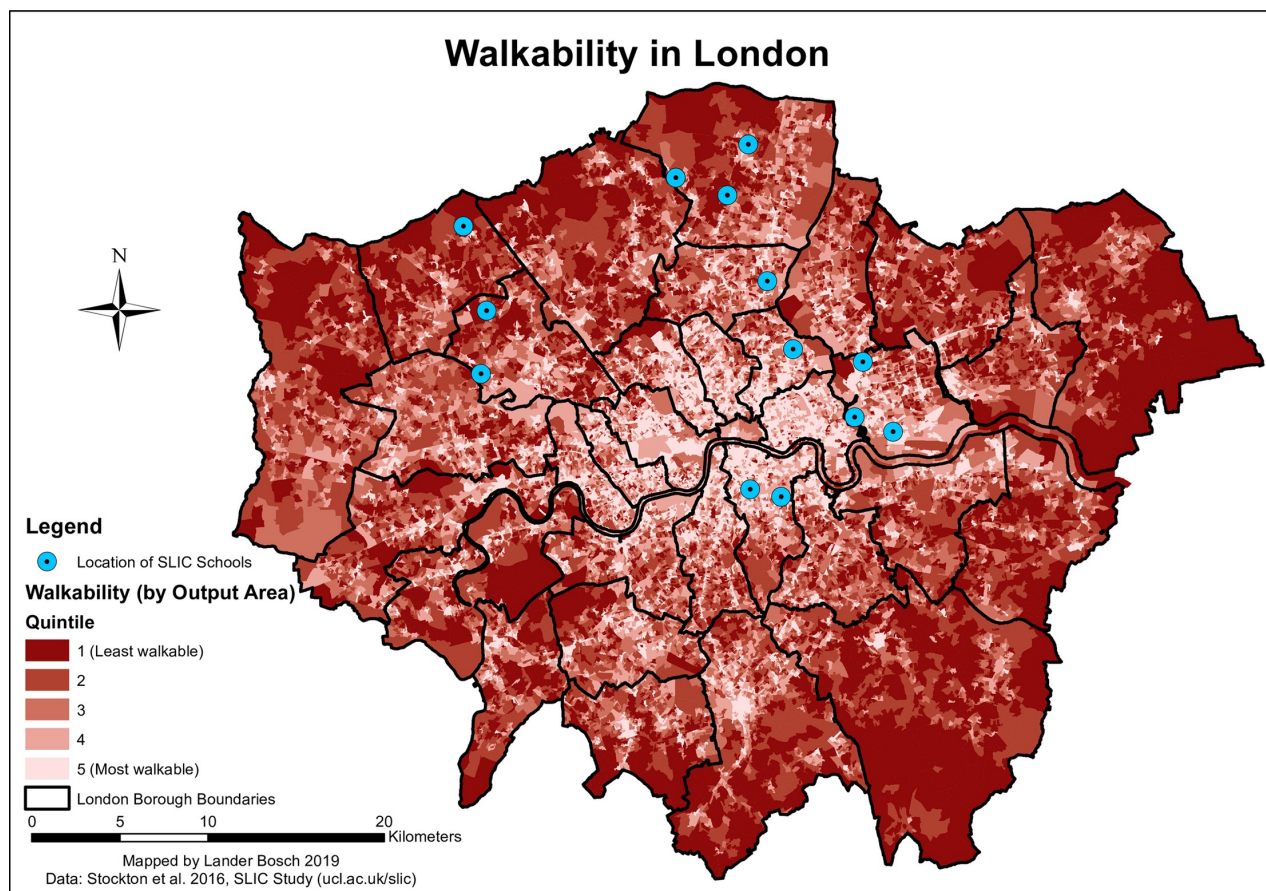 Walkability in London
N
Legend
Location of SLIC Schools
Walkability (by Output Area)
Quintile
1 (Least walkable)
2
3
4
5 (Most walkable)
London Borough Boundaries
0 5 10 20
Kilometers
Mapped by Lander Bosch 2019
Data: Stockton et al. 2016, SLIC Study (ucl.ac.uk/slic)